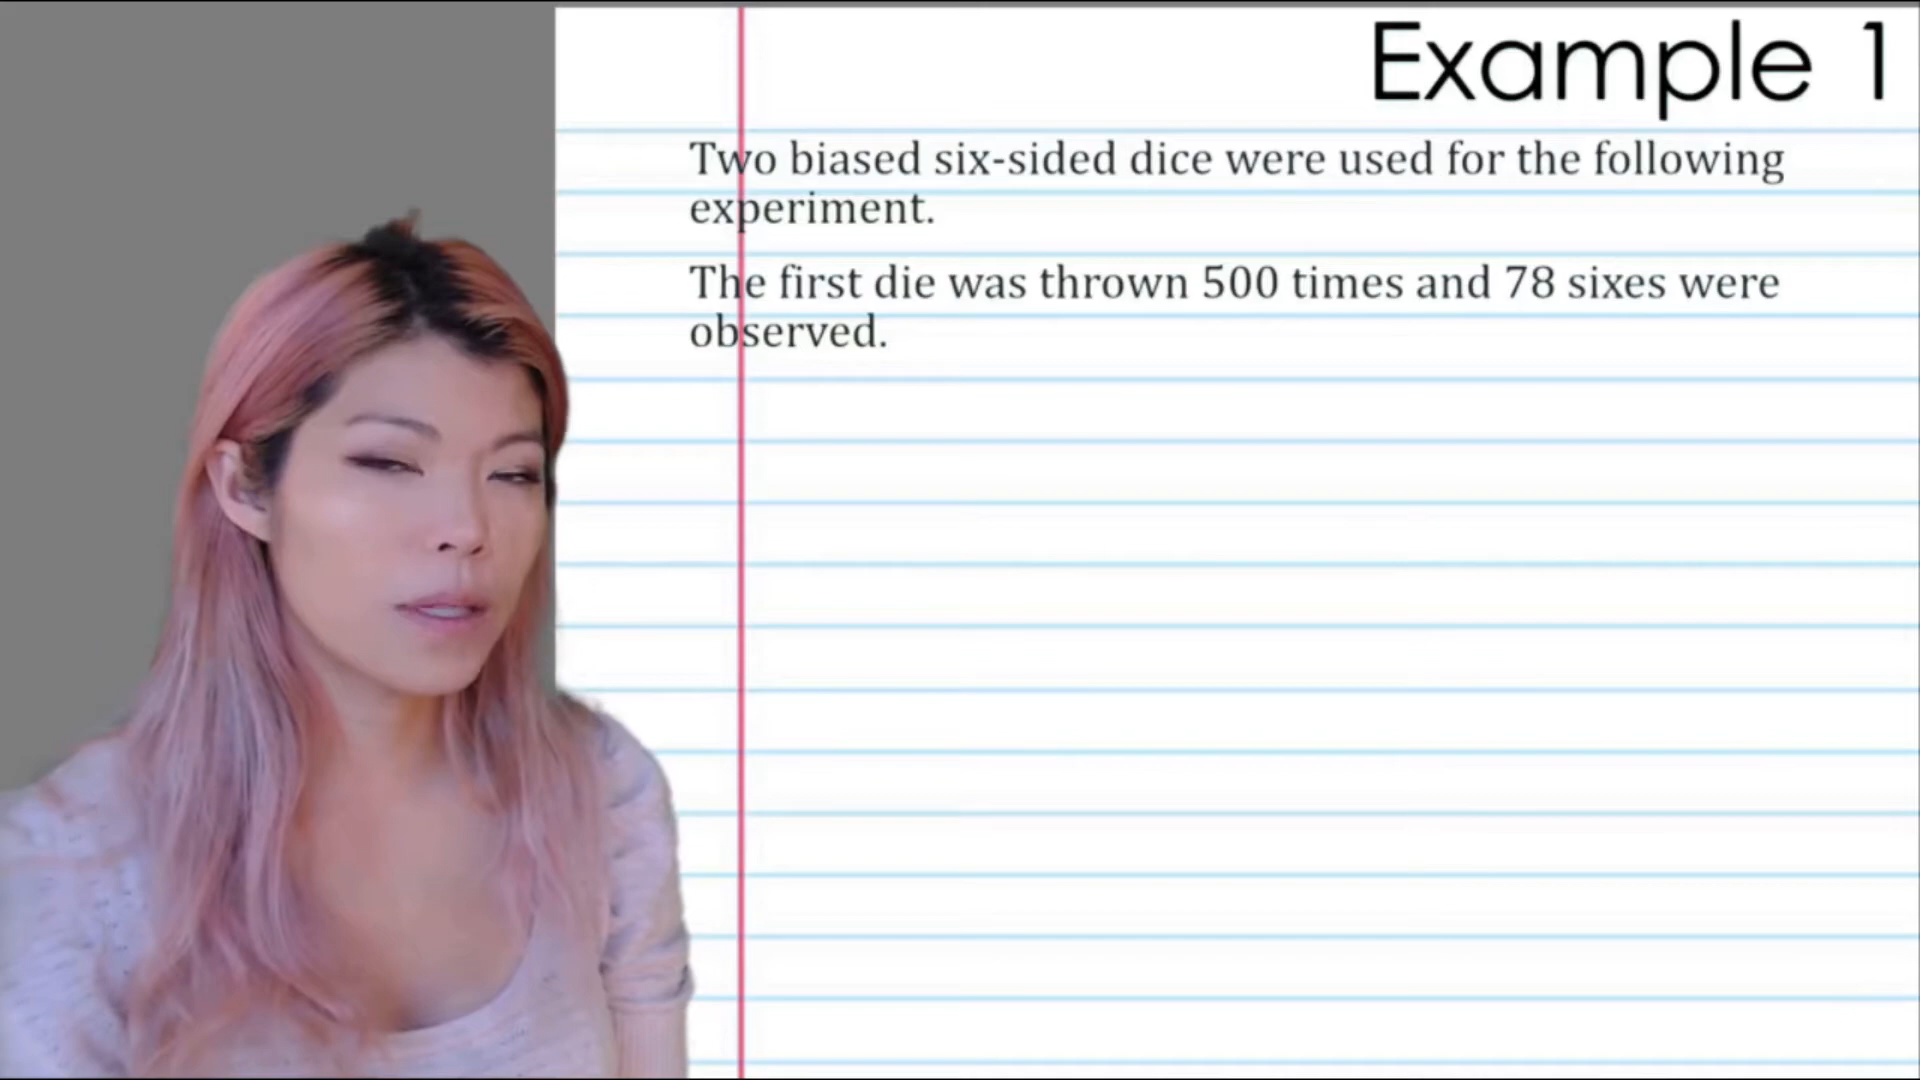 Example 1
Two biased six-sided dice were used for the following
experiment.
The first die was thrown 500 times and 78 sixes were
observed.